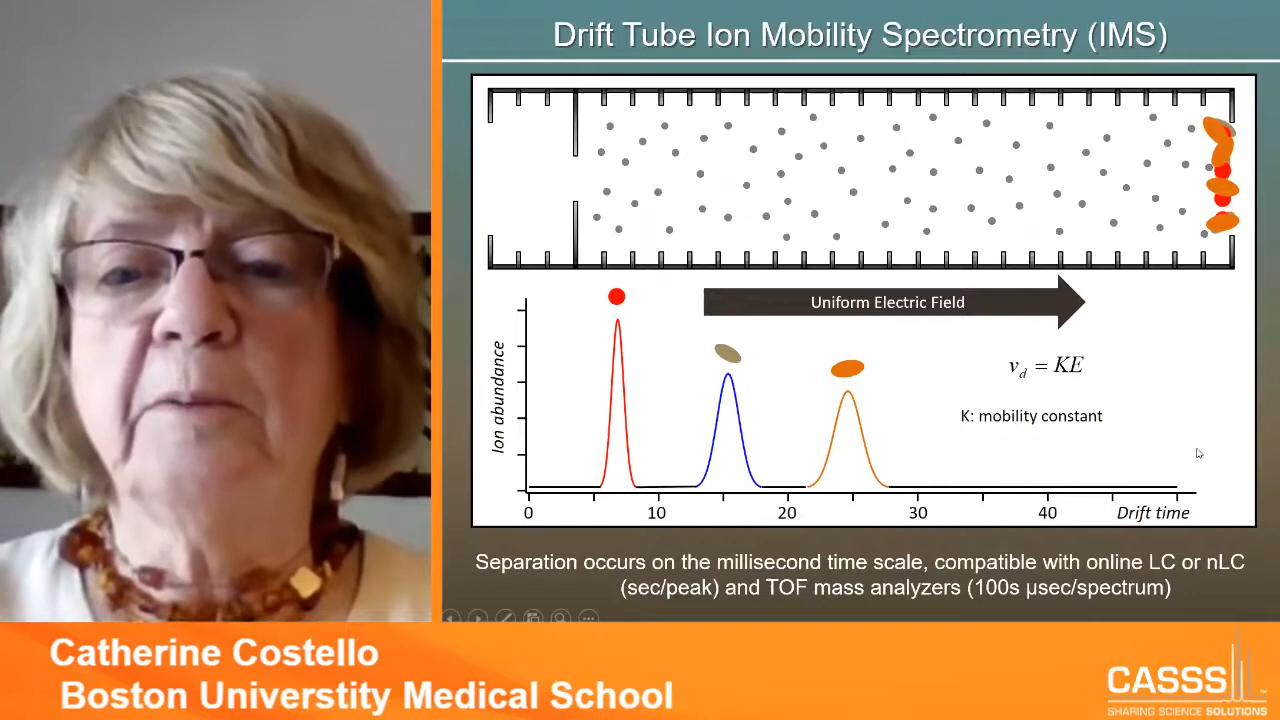 Drift Tube Ion Mobility Spectrometry (IMS)
Uniform Electric Field
Ion abundance
v_d = KE
K: mobility constant
0 10 20 30 40 Drift time
Separation occurs on the millisecond time scale, compatible with online LC or nLC
(sec/peak) and TOF mass analyzers (100s µsec/spectrum)
Catherine Costello
Boston Universtity Medical School
CASSS
SHARING SCIENCE SOLUTIONS